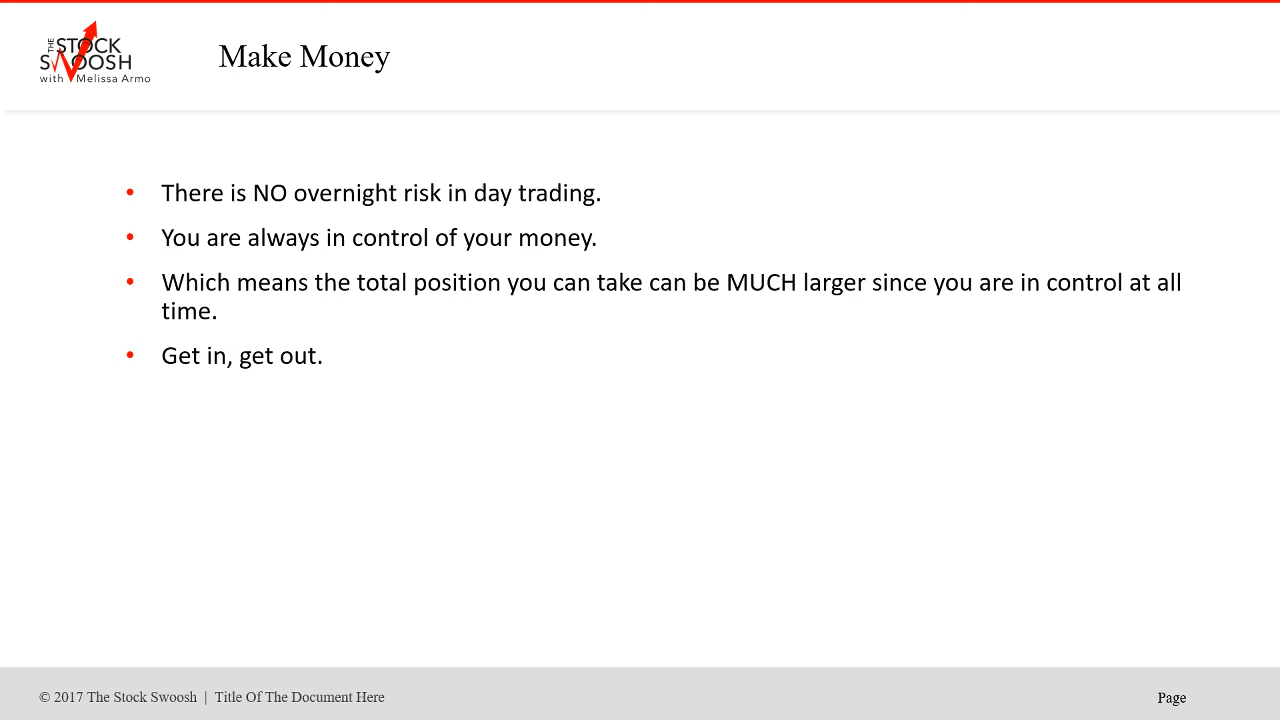 THE STOCK
SWOOSH
with Melissa Armo
Make Money
• There is NO overnight risk in day trading.
• You are always in control of your money.
• Which means the total position you can take can be MUCH larger since you are in control at all
time.
• Get in, get out.
© 2017 The Stock Swoosh | Title Of The Document Here
Page